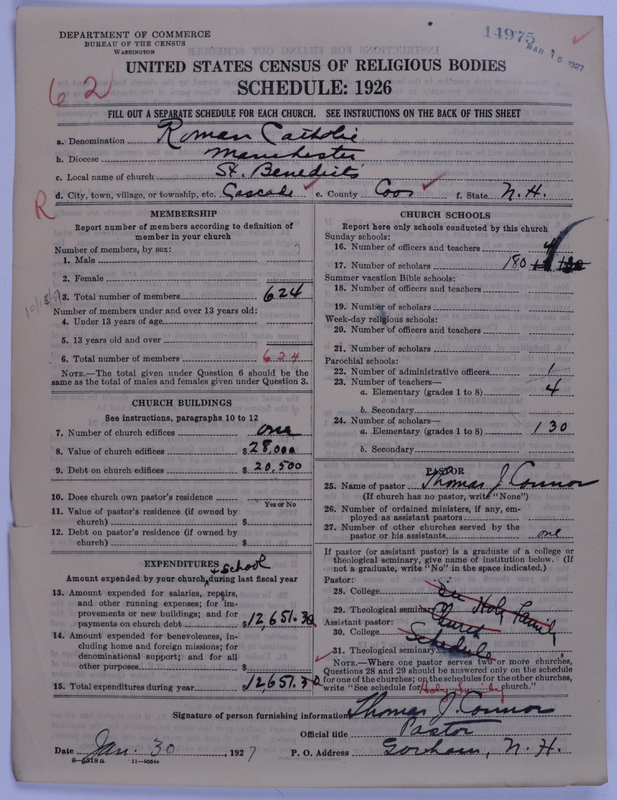 DEPARTMENT OF COMMERCE
BUREAU OF THE CENSUS
WASHINGTON
14975
MAR 10 1927
UNITED STATES CENSUS OF RELIGIOUS BODIES
SCHEDULE: 1926
62
FILL OUT A SEPARATE SCHEDULE FOR EACH CHURCH. SEE INSTRUCTIONS ON THE BACK OF THIS SHEET
a. Denomination Roman Catholic
b. Diocese Manchester
c. Local name of church St. Benedict's
d. City, town, village, or township, etc. Cascade e. County Coos f. State N. H.
R
MEMBERSHIP
Report number of members according to definition of
member in your church
Number of members, by sex:
1. Male
2. Female
3. Total number of members 624
Number of members under and over 13 years old:
4. Under 13 years of age
5. 13 years old and over
6. Total number of members 624
NOTE.—The total given under Question 6 should be the
same as the total of males and females given under Question 3.
CHURCH BUILDINGS
See instructions, paragraphs 10 to 12
7. Number of church edifices one
8. Value of church edifices $28,000
9. Debt on church edifices $20,500
10. Does church own pastor's residence
Yes or No
11. Value of pastor's residence (if owned by
church) $
12. Debt on pastor's residence (if owned by
church) $
EXPENDITURES
+ school
Amount expended by your church during last fiscal year
13. Amount expended for salaries, repairs,
and other running expenses; for im-
provements or new buildings; and for
payments on church debt $12,651.30
14. Amount expended for benevolences, in-
cluding home and foreign missions; for
denominational support; and for all
other purposes $
15. Total expenditures during year 12651.30
CHURCH SCHOOLS
Report here only schools conducted by this church
Sunday schools:
16. Number of officers and teachers 4
17. Number of scholars 180
Summer vacation Bible schools:
18. Number of officers and teachers
19. Number of scholars
Week-day religious schools:
20. Number of officers and teachers
21. Number of scholars
Parochial schools:
22. Number of administrative officers 1
23. Number of teachers—
a. Elementary (grades 1 to 8) 4
b. Secondary
24. Number of scholars—
a. Elementary (grades 1 to 8) 130
b. Secondary
PASTOR
25. Name of pastor Thomas J. Connor
(If church has no pastor, write "None")
26. Number of ordained ministers, if any, em-
ployed as assistant pastors
27. Number of other churches served by the
pastor or his assistants one
If pastor (or assistant pastor) is a graduate of a college or
theological seminary, give name of institution below. (If
not a graduate, write "No" in the space indicated.)
Pastor:
28. College See Holy Family
29. Theological seminary Church
Assistant pastor:
30. College Schedule
31. Theological seminary
NOTE.—Where one pastor serves two or more churches,
Questions 28 and 29 should be answered only on the schedule
for one of the churches; on the schedules for the other churches,
write "See schedule for Holy Family church."
Signature of person furnishing information Thomas J Connor
Official title Pastor
Date Jan. 30 1927 P. O. Address Gorham, N. H.
11—9054a